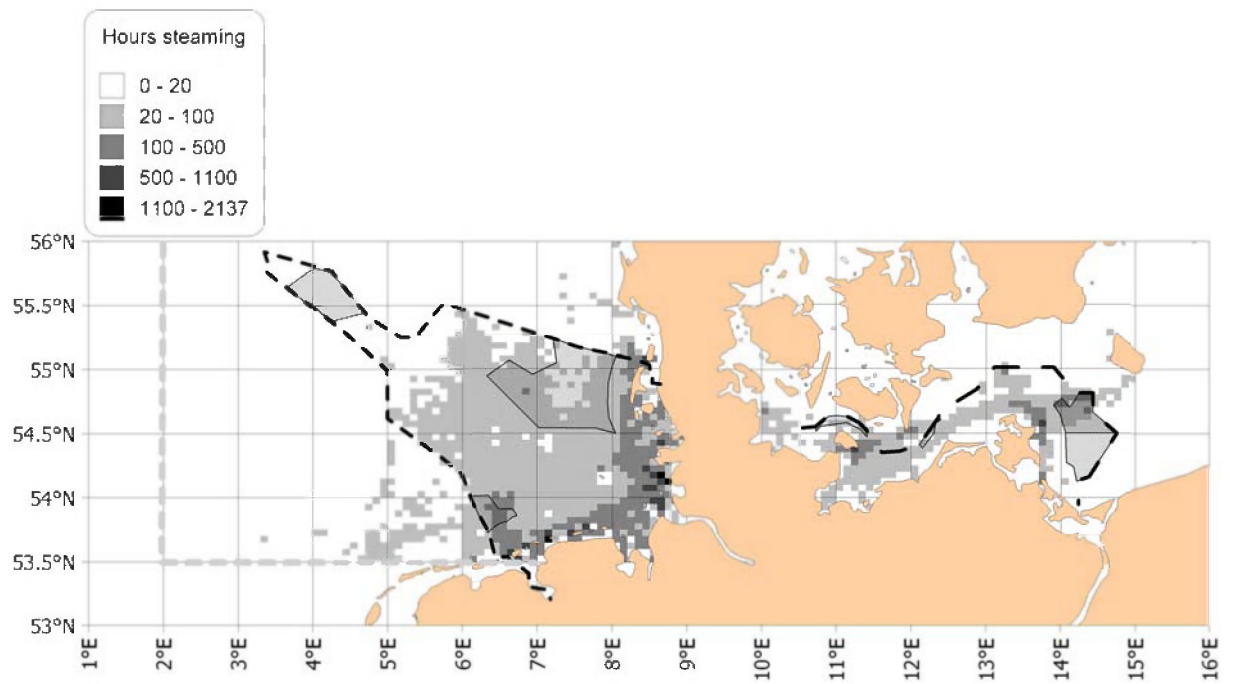 Hours steaming
0 - 20
20 - 100
100 - 500
500 - 1100
1100 - 2137
56°N
55.5°N
55°N
54.5°N
54°N
53.5°N
53°N
1°E
2°E
3°E
4°E
5°E
6°E
7°E
8°E
9°E
10°E
11°E
12°E
13°E
14°E
15°E
16°E